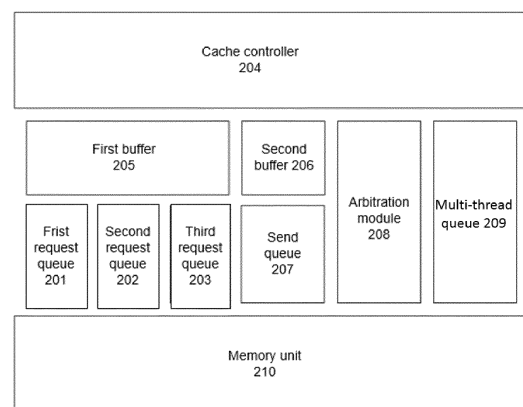 Cache controller
204
First buffer
205
Second
buffer 206
Arbitration
module
208
Multi-thread
queue 209
Frist
request
queue
201
Second
request
queue
202
Third
request
queue
203
Send
queue
207
Memory unit
210